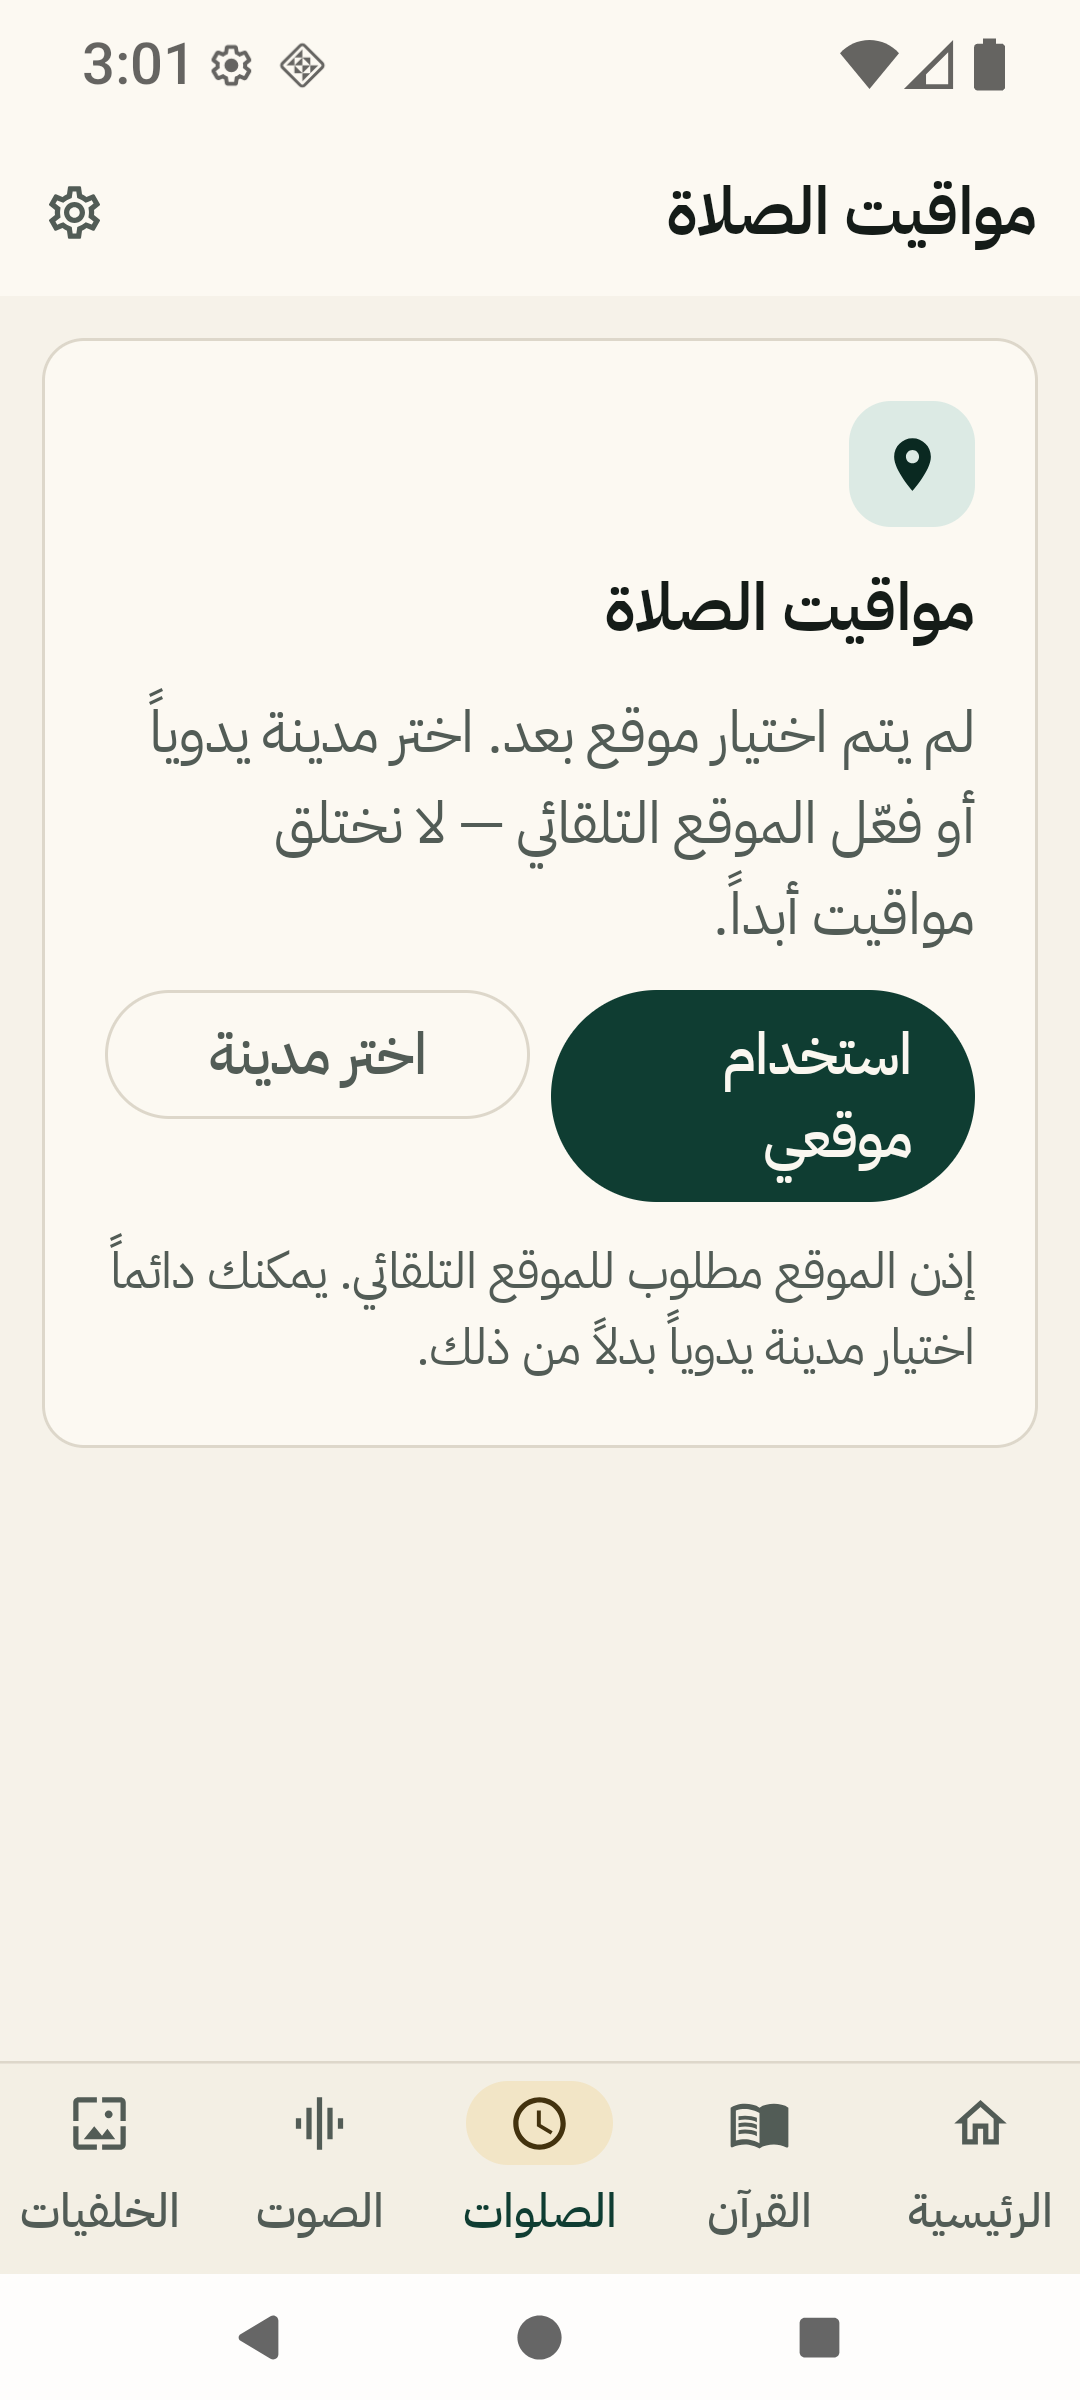 3:01
مواقيت الصلاة
مواقيت الصلاة
لم يتم اختيار موقع بعد. اختر مدينة يدوياً
أو فعّل الموقع التلقائي — لا نختلق
مواقيت أبداً.
استخدام
موقعي
اختر مدينة
إذن الموقع مطلوب للموقع التلقائي. يمكنك دائماً
اختيار مدينة يدوياً بدلاً من ذلك.
الرئيسية
القرآن
الصلوات
الصوت
الخلفيات